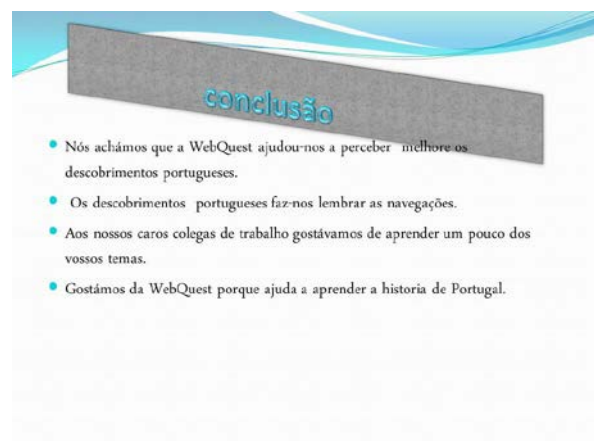 conclusão
Nós achámos que a WebQuest ajudou-nos a perceber melhore os
descobrimentos portugueses.
Os descobrimentos portugueses faz-nos lembrar as navegações.
Aos nossos caros colegas de trabalho gostávamos de aprender um pouco dos
vossos temas.
Gostámos da WebQuest porque ajuda a aprender a historia de Portugal.